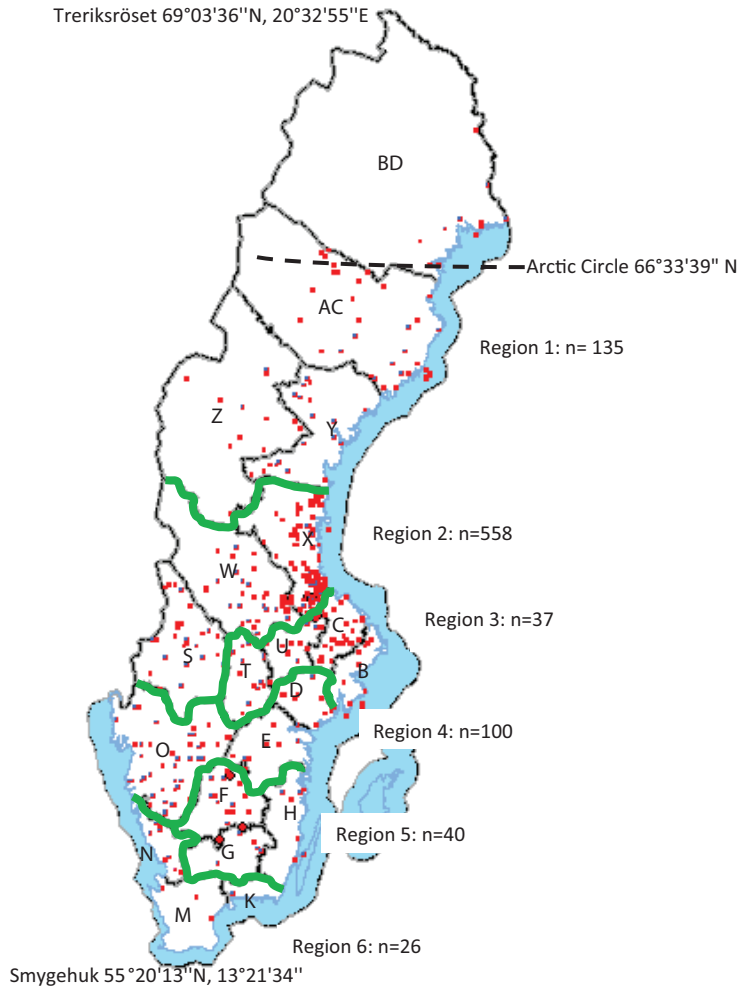 Treriksröset 69°03'36''N, 20°32'55''E
BD
Arctic Circle 66°33'39" N
AC
Region 1: n= 135
Z
Y
Region 2: n=558
X
W
Region 3: n=37
C
U
S
T
B
D
Region 4: n=100
E
O
F
H
Region 5: n=40
G
N
K
M
Region 6: n=26
Smygehuk 55°20'13''N, 13°21'34''